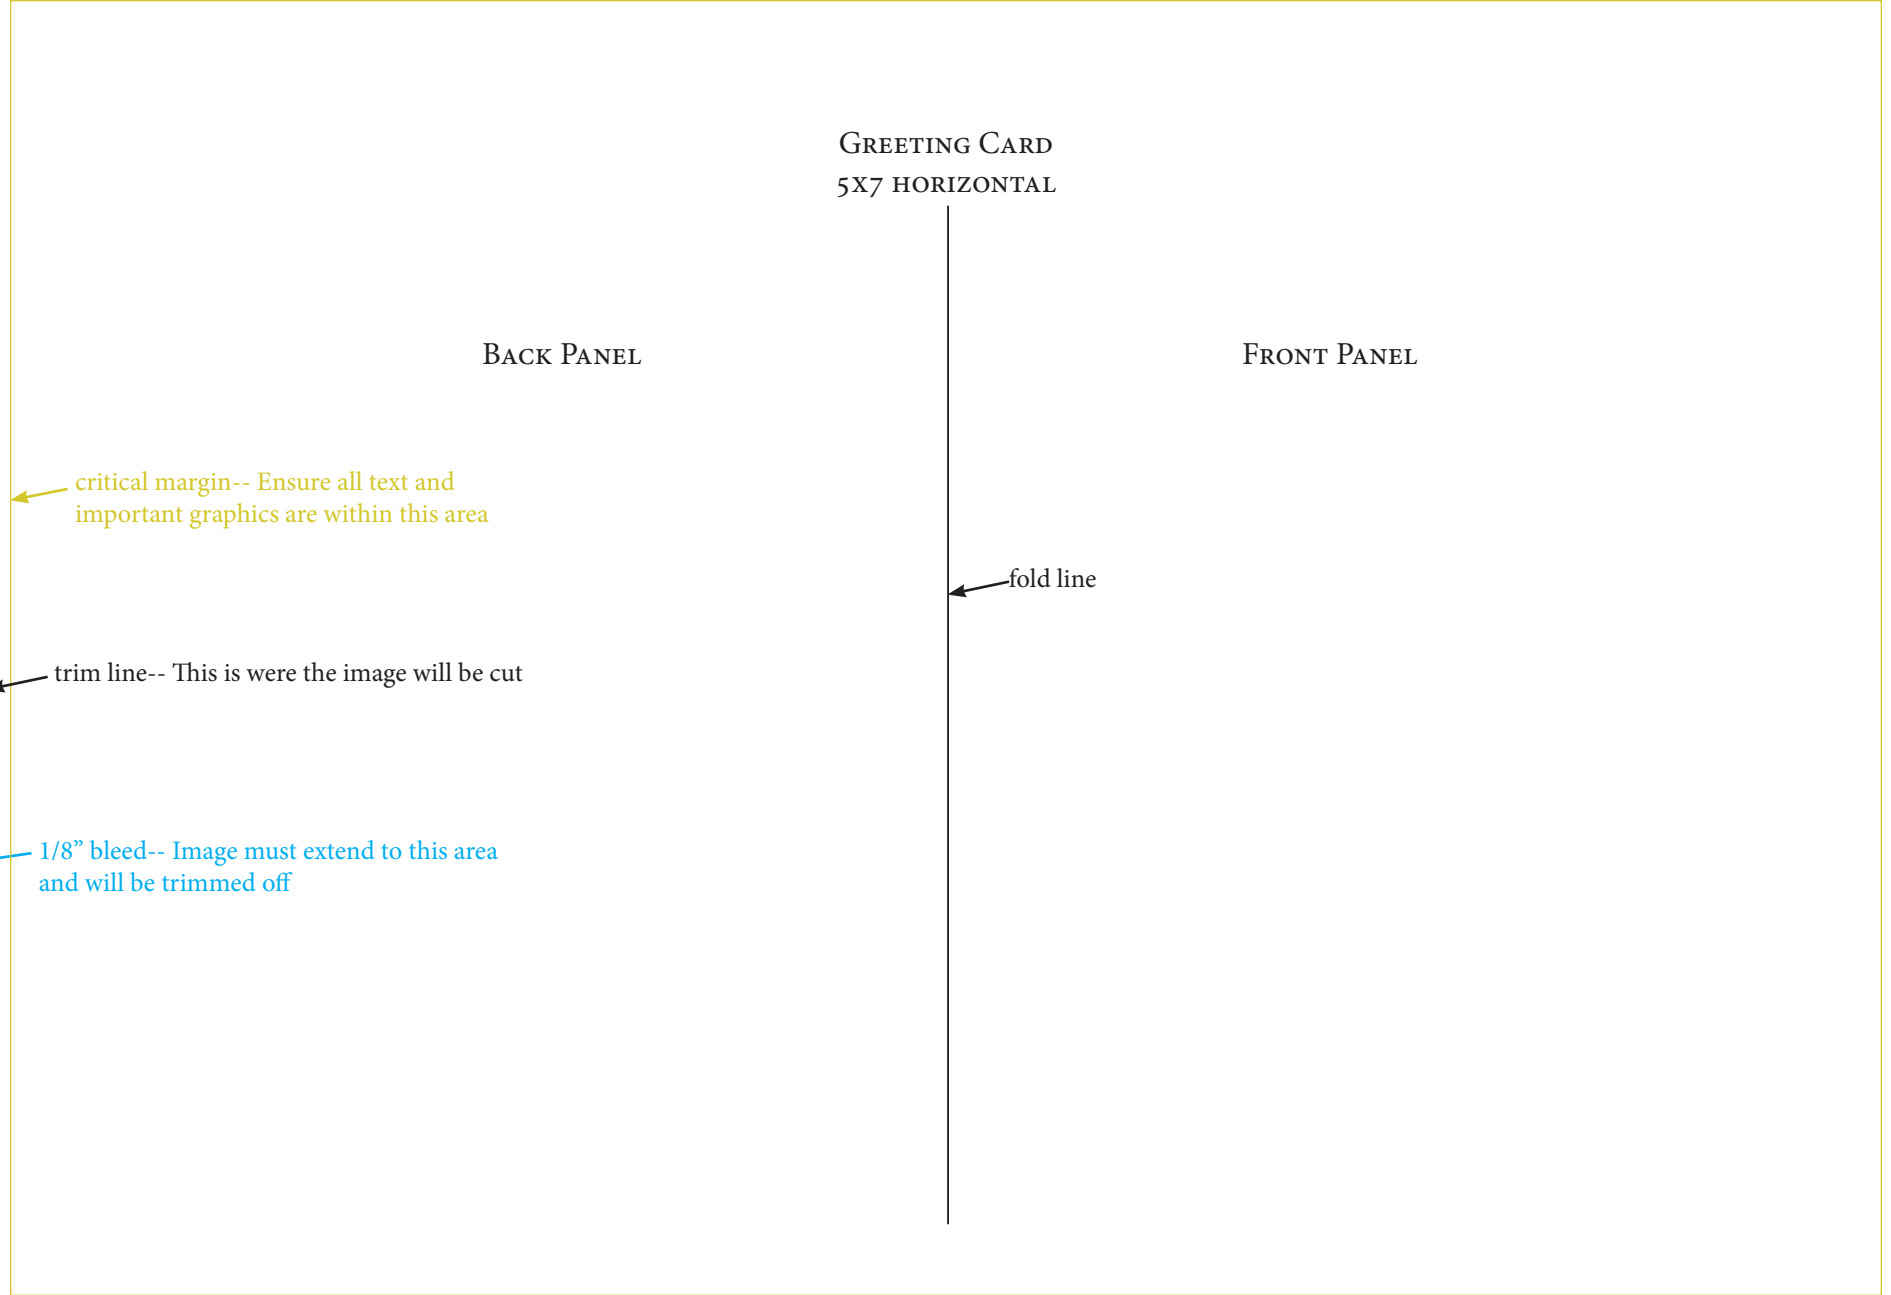 Greeting Card
5x7 horizontal
Back Panel
Front Panel
critical margin-- Ensure all text and
important graphics are within this area
fold line
trim line-- This is were the image will be cut
1/8” bleed-- Image must extend to this area
and will be trimmed off